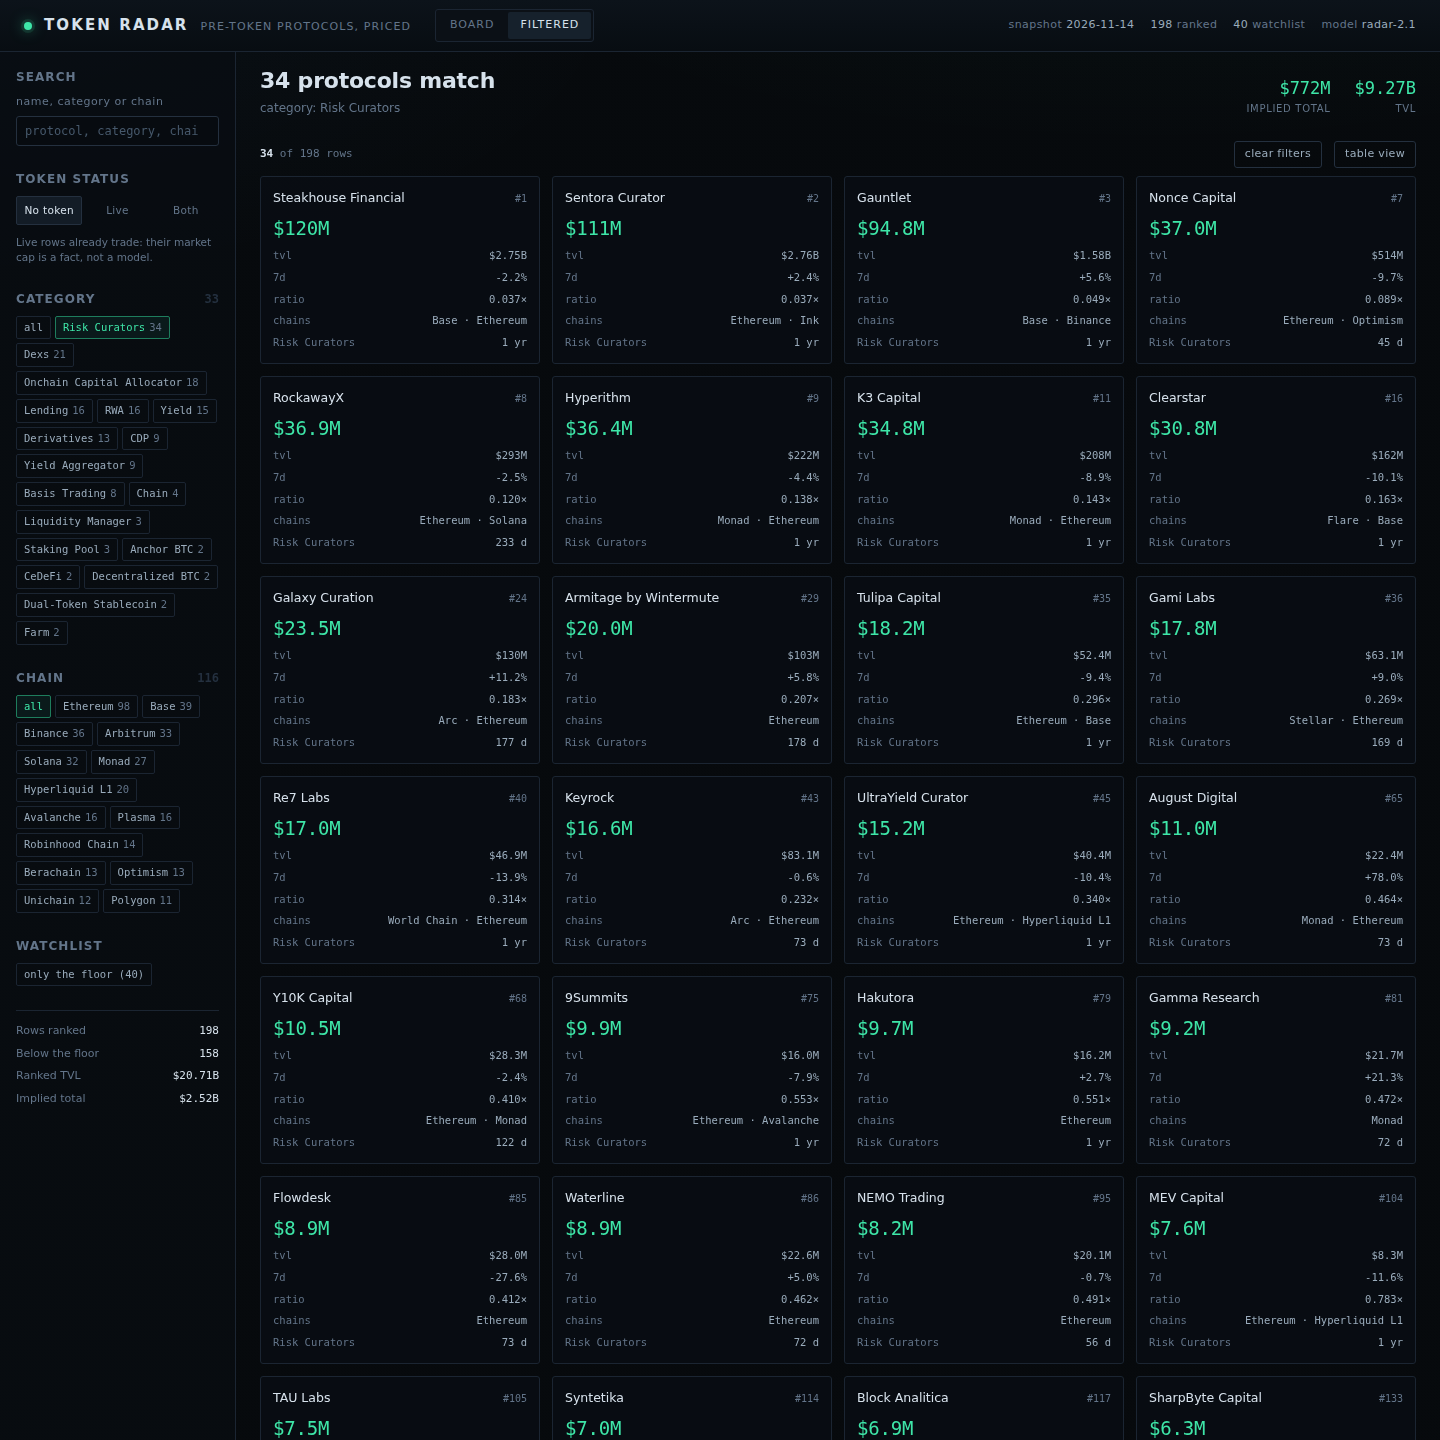 TOKEN RADAR PRE-TOKEN PROTOCOLS, PRICED BOARD FILTERED snapshot 2026-11-14 198 ranked 40 watchlist model radar-2.1
SEARCH
name, category or chain
protocol, category, chai
TOKEN STATUS
No token Live Both
Live rows already trade: their market
cap is a fact, not a model.
CATEGORY 33
all Risk Curators 34
Dexs 21
Onchain Capital Allocator 18
Lending 16 RWA 16 Yield 15
Derivatives 13 CDP 9
Yield Aggregator 9
Basis Trading 8 Chain 4
Liquidity Manager 3
Staking Pool 3 Anchor BTC 2
CeDeFi 2 Decentralized BTC 2
Dual-Token Stablecoin 2
Farm 2
CHAIN 116
all Ethereum 98 Base 39
Binance 36 Arbitrum 33
Solana 32 Monad 27
Hyperliquid L1 20
Avalanche 16 Plasma 16
Robinhood Chain 14
Berachain 13 Optimism 13
Unichain 12 Polygon 11
WATCHLIST
only the floor (40)
Rows ranked 198
Below the floor 158
Ranked TVL $20.71B
Implied total $2.52B
34 protocols match
category: Risk Curators
$772M $9.27B
IMPLIED TOTAL TVL
34 of 198 rows clear filters table view
Steakhouse Financial #1 Sentora Curator #2 Gauntlet #3 Nonce Capital #7
$120M $111M $94.8M $37.0M
tvl $2.75B tvl $2.76B tvl $1.58B tvl $514M
7d -2.2% 7d +2.4% 7d +5.6% 7d -9.7%
ratio 0.037× ratio 0.037× ratio 0.049× ratio 0.089×
chains Base · Ethereum chains Ethereum · Ink chains Base · Binance chains Ethereum · Optimism
Risk Curators 1 yr Risk Curators 1 yr Risk Curators 1 yr Risk Curators 45 d
RockawayX #8 Hyperithm #9 K3 Capital #11 Clearstar #16
$36.9M $36.4M $34.8M $30.8M
tvl $293M tvl $222M tvl $208M tvl $162M
7d -2.5% 7d -4.4% 7d -8.9% 7d -10.1%
ratio 0.120× ratio 0.138× ratio 0.143× ratio 0.163×
chains Ethereum · Solana chains Monad · Ethereum chains Monad · Ethereum chains Flare · Base
Risk Curators 233 d Risk Curators 1 yr Risk Curators 1 yr Risk Curators 1 yr
Galaxy Curation #24 Armitage by Wintermute #29 Tulipa Capital #35 Gami Labs #36
$23.5M $20.0M $18.2M $17.8M
tvl $130M tvl $103M tvl $52.4M tvl $63.1M
7d +11.2% 7d +5.8% 7d -9.4% 7d +9.0%
ratio 0.183× ratio 0.207× ratio 0.296× ratio 0.269×
chains Arc · Ethereum chains Ethereum chains Ethereum · Base chains Stellar · Ethereum
Risk Curators 177 d Risk Curators 178 d Risk Curators 1 yr Risk Curators 169 d
Re7 Labs #40 Keyrock #43 UltraYield Curator #45 August Digital #65
$17.0M $16.6M $15.2M $11.0M
tvl $46.9M tvl $83.1M tvl $40.4M tvl $22.4M
7d -13.9% 7d -0.6% 7d -10.4% 7d +78.0%
ratio 0.314× ratio 0.232× ratio 0.340× ratio 0.464×
chains World Chain · Ethereum chains Arc · Ethereum chains Ethereum · Hyperliquid L1 chains Monad · Ethereum
Risk Curators 1 yr Risk Curators 73 d Risk Curators 1 yr Risk Curators 73 d
Y10K Capital #68 9Summits #75 Hakutora #79 Gamma Research #81
$10.5M $9.9M $9.7M $9.2M
tvl $28.3M tvl $16.0M tvl $16.2M tvl $21.7M
7d -2.4% 7d -7.9% 7d +2.7% 7d +21.3%
ratio 0.410× ratio 0.553× ratio 0.551× ratio 0.472×
chains Ethereum · Monad chains Ethereum · Avalanche chains Ethereum chains Monad
Risk Curators 122 d Risk Curators 1 yr Risk Curators 1 yr Risk Curators 72 d
Flowdesk #85 Waterline #86 NEMO Trading #95 MEV Capital #104
$8.9M $8.9M $8.2M $7.6M
tvl $28.0M tvl $22.6M tvl $20.1M tvl $8.3M
7d -27.6% 7d +5.0% 7d -0.7% 7d -11.6%
ratio 0.412× ratio 0.462× ratio 0.491× ratio 0.783×
chains Ethereum chains Ethereum chains Ethereum chains Ethereum · Hyperliquid L1
Risk Curators 73 d Risk Curators 72 d Risk Curators 56 d Risk Curators 1 yr
TAU Labs #105 Syntetika #114 Block Analitica #117 SharpByte Capital #133
$7.5M $7.0M $6.9M $6.3M